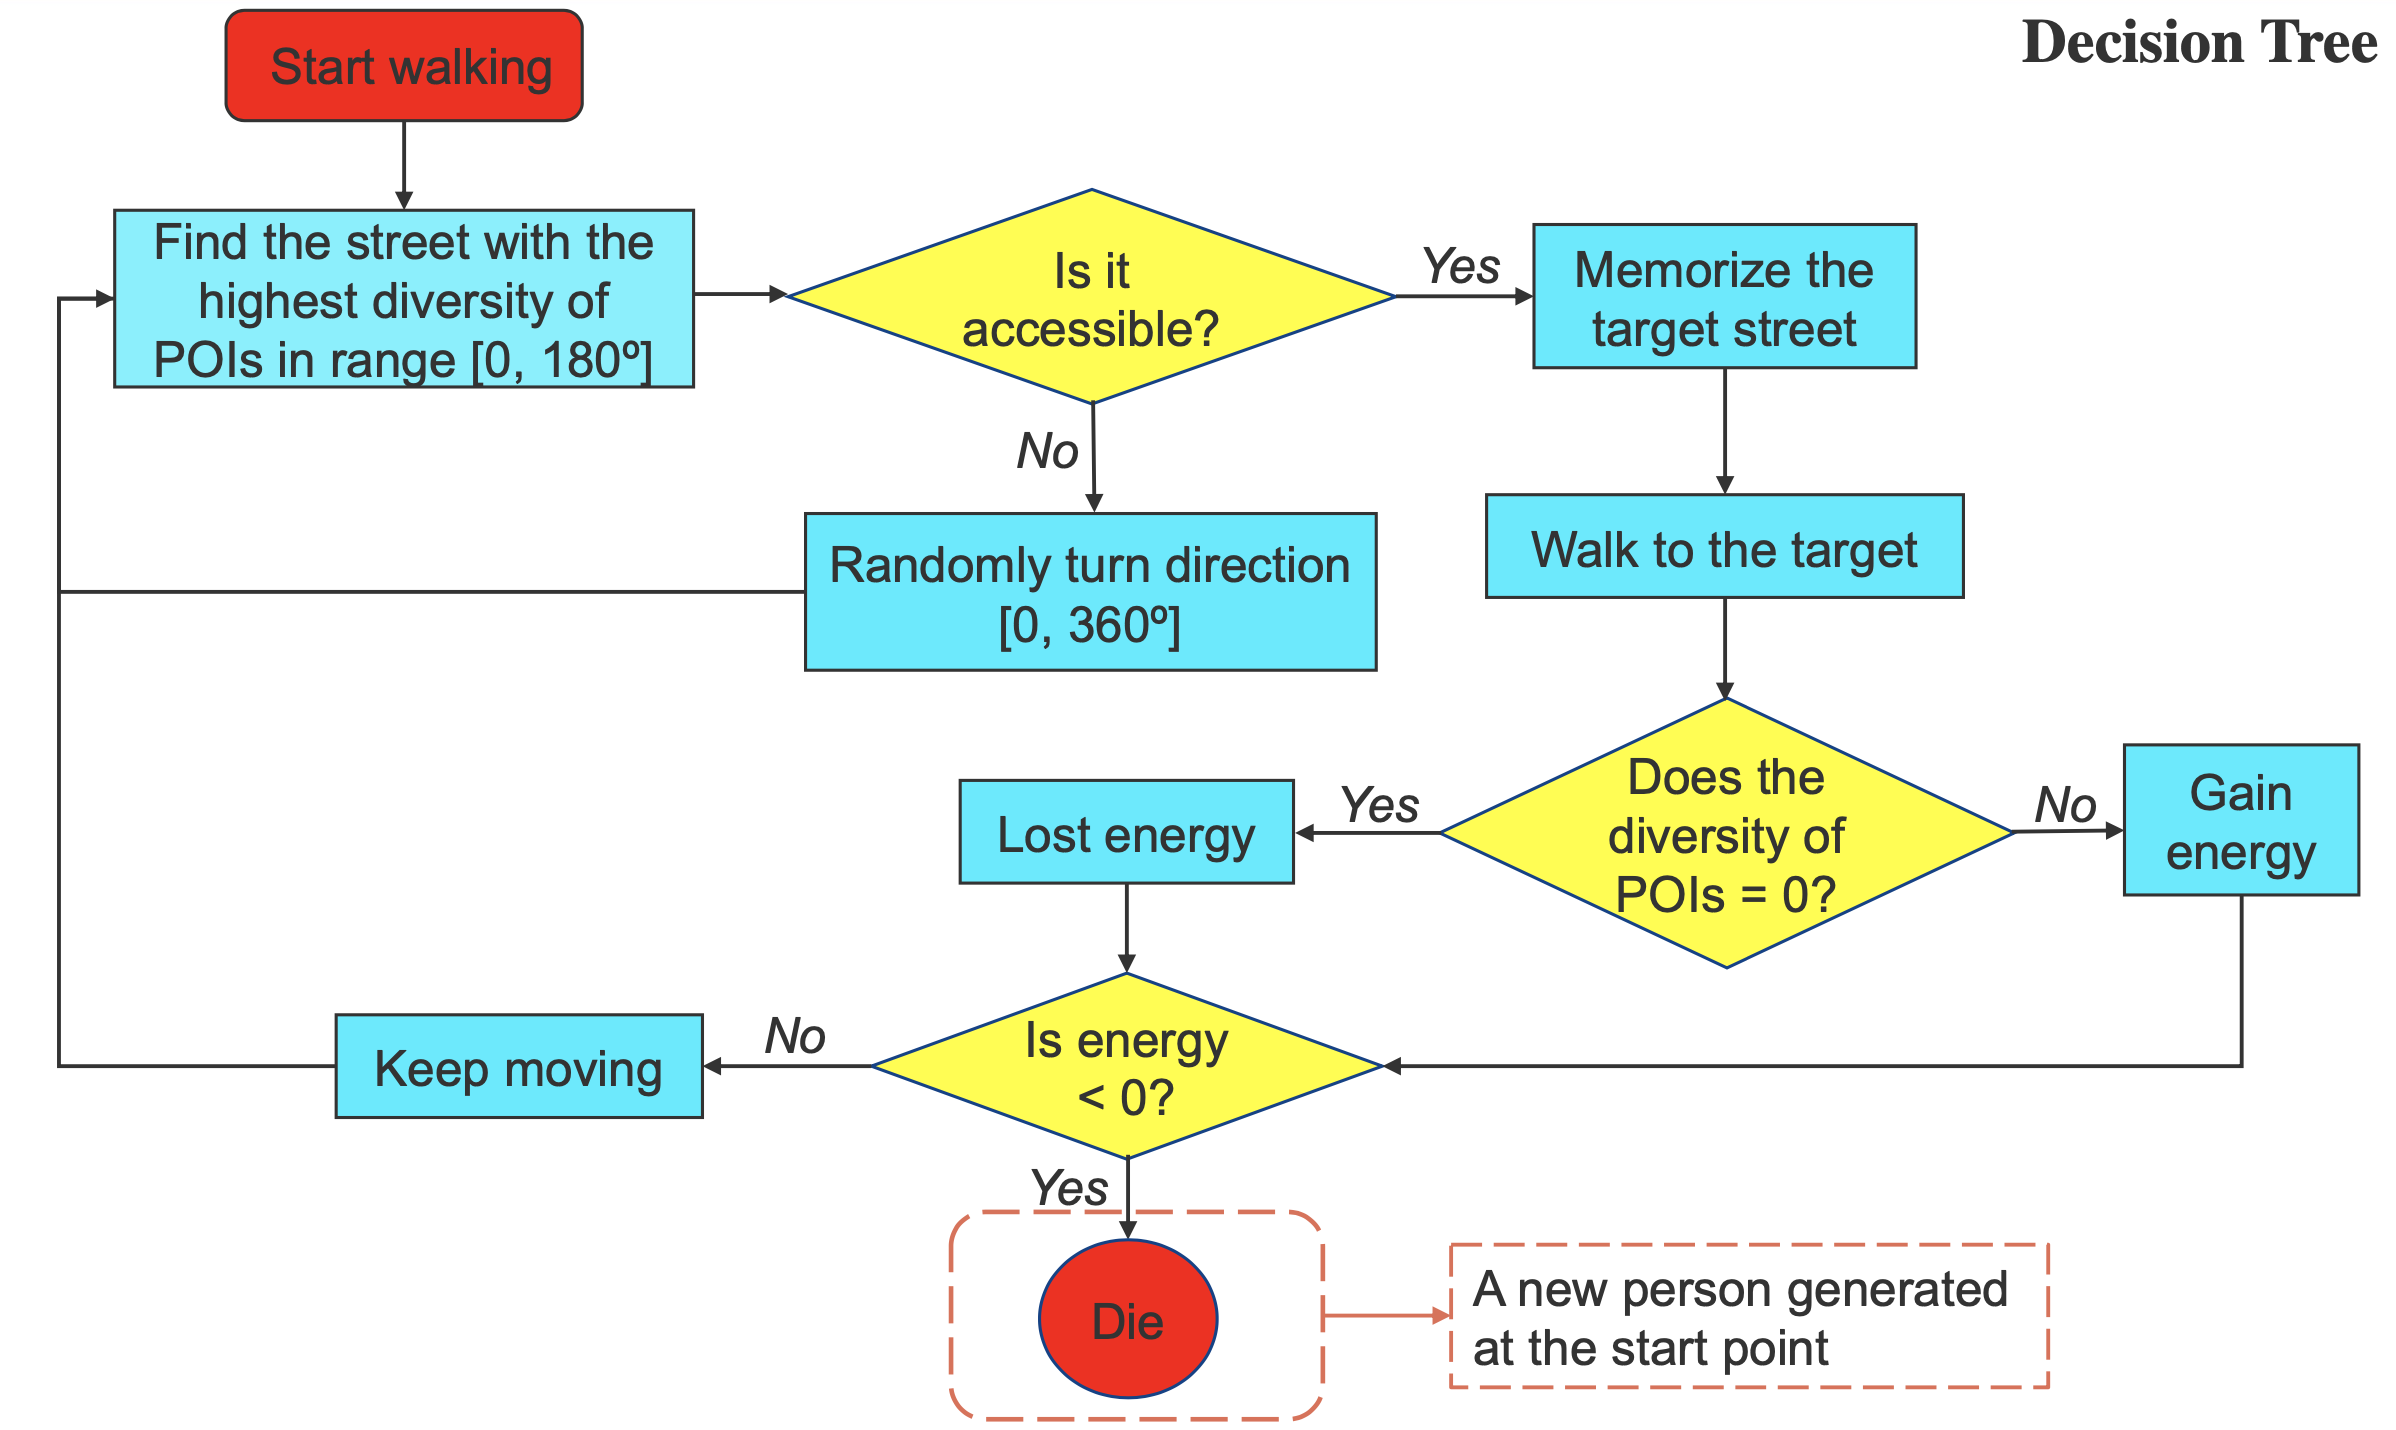 Decision Tree
Start walking
Find the street with the
highest diversity of
POIs in range [0, 180º]
Is it
accessible?
Yes
Memorize the
target street
No
Randomly turn direction
[0, 360º]
Walk to the target
Does the
diversity of
POIs = 0?
Yes
Lost energy
No
Gain
energy
Is energy
< 0?
No
Keep moving
Yes
Die
A new person generated
at the start point